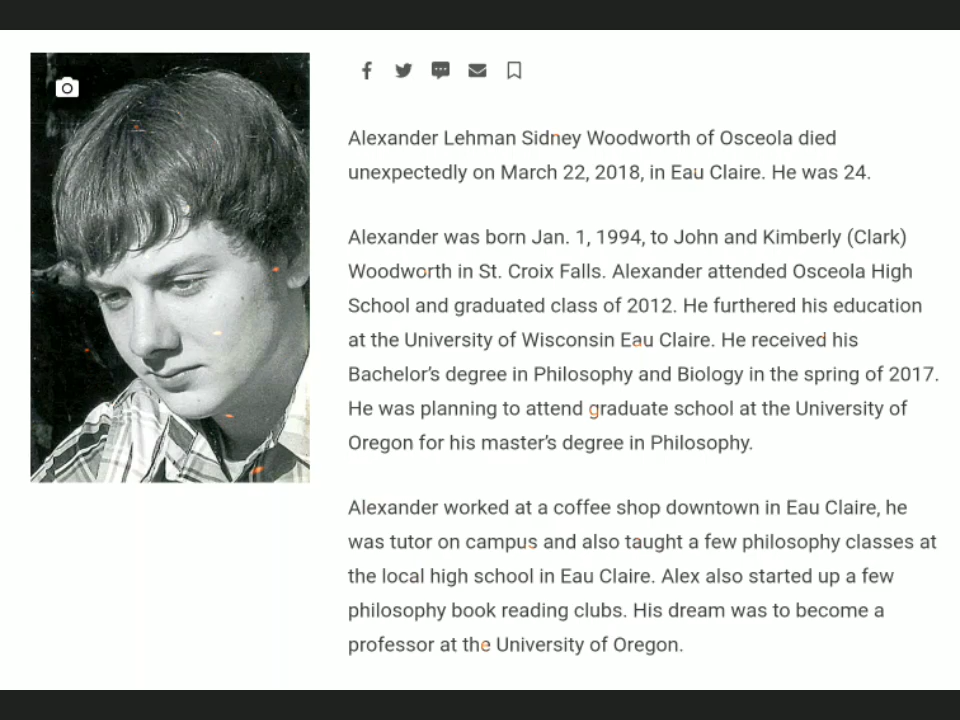 Alexander Lehman Sidney Woodworth of Osceola died
unexpectedly on March 22, 2018, in Eau Claire. He was 24.
Alexander was born Jan. 1, 1994, to John and Kimberly (Clark)
Woodworth in St. Croix Falls. Alexander attended Osceola High
School and graduated class of 2012. He furthered his education
at the University of Wisconsin Eau Claire. He received his
Bachelor's degree in Philosophy and Biology in the spring of 2017.
He was planning to attend graduate school at the University of
Oregon for his master's degree in Philosophy.
Alexander worked at a coffee shop downtown in Eau Claire, he
was tutor on campus and also taught a few philosophy classes at
the local high school in Eau Claire. Alex also started up a few
philosophy book reading clubs. His dream was to become a
professor at the University of Oregon.